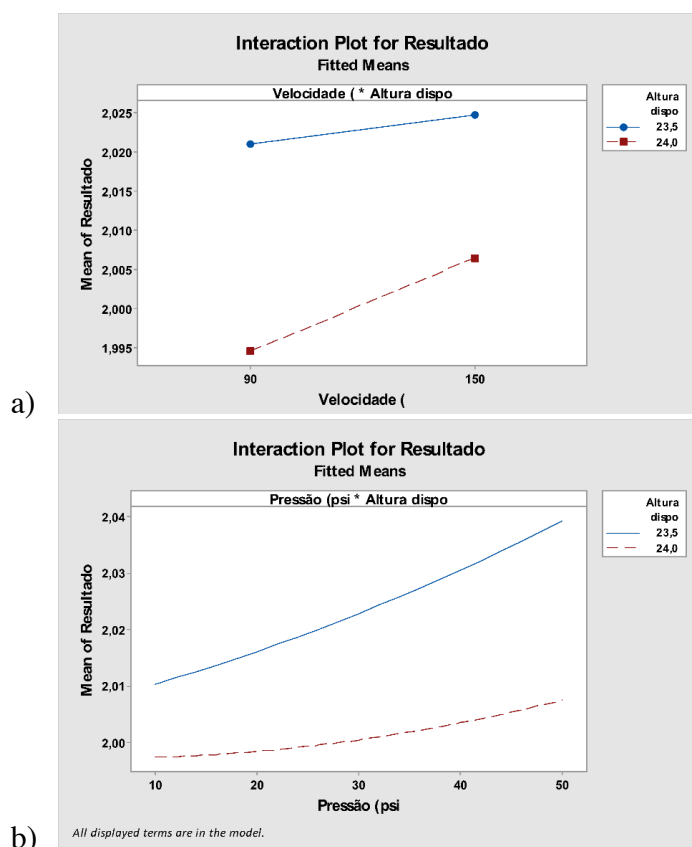 Interaction Plot for Resultado
Fitted Means
Velocidade ( * Altura dispo
Mean of Resultado
2,025
2,020
2,015
2,010
2,005
2,000
1,995
90
150
Velocidade (
Altura
dispo
23,5
24,0
a)
Interaction Plot for Resultado
Fitted Means
Pressão (psi * Altura dispo
Mean of Resultado
2,04
2,03
2,02
2,01
2,00
10
20
30
40
50
Pressão (psi
Altura
dispo
23,5
24,0
All displayed terms are in the model.
b)